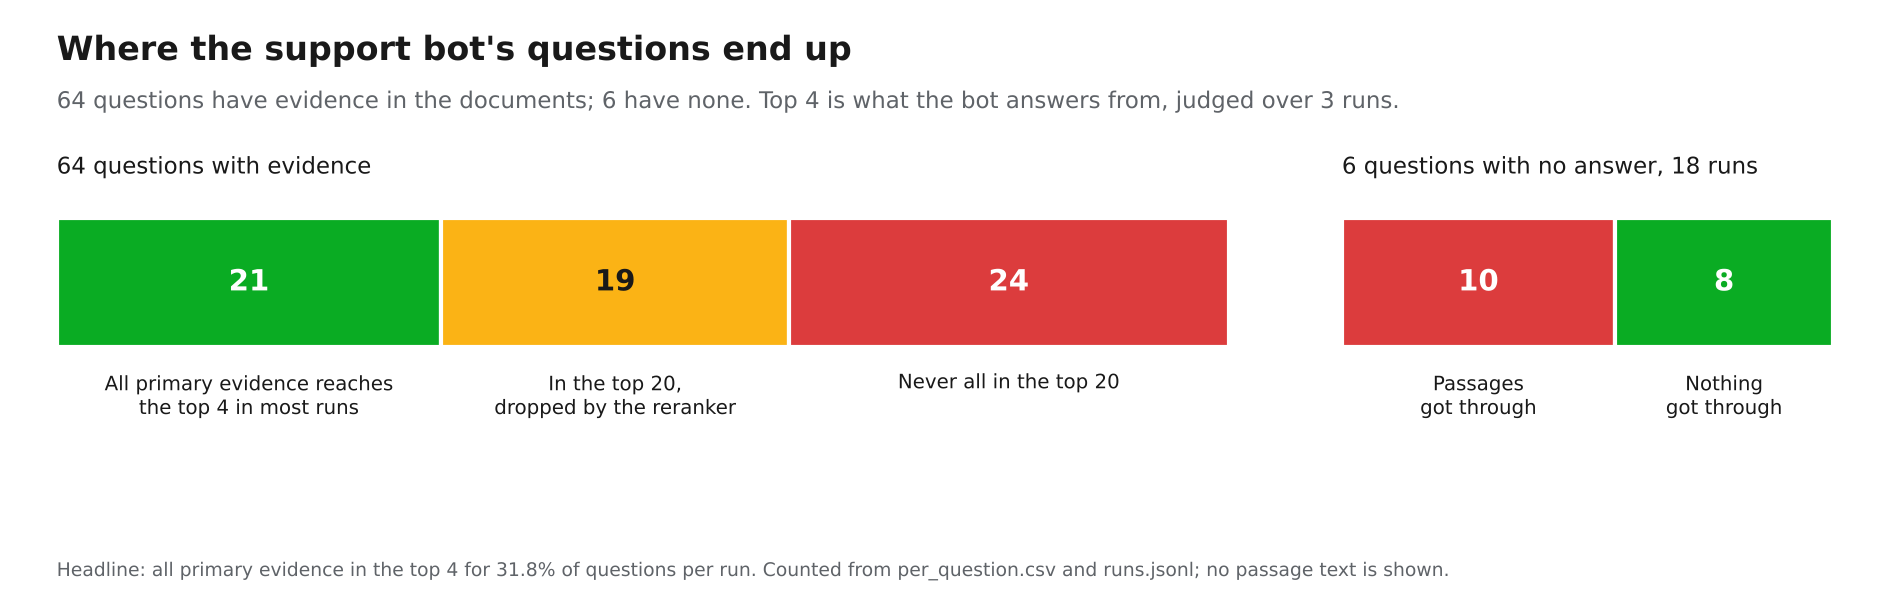 Where the support bot's questions end up
64 questions have evidence in the documents; 6 have none. Top 4 is what the bot answers from, judged over 3 runs.
64 questions with evidence
21
19
24
All primary evidence reaches
the top 4 in most runs
In the top 20,
dropped by the reranker
Never all in the top 20
6 questions with no answer, 18 runs
10
8
Passages
got through
Nothing
got through
Headline: all primary evidence in the top 4 for 31.8% of questions per run. Counted from per_question.csv and runs.jsonl; no passage text is shown.